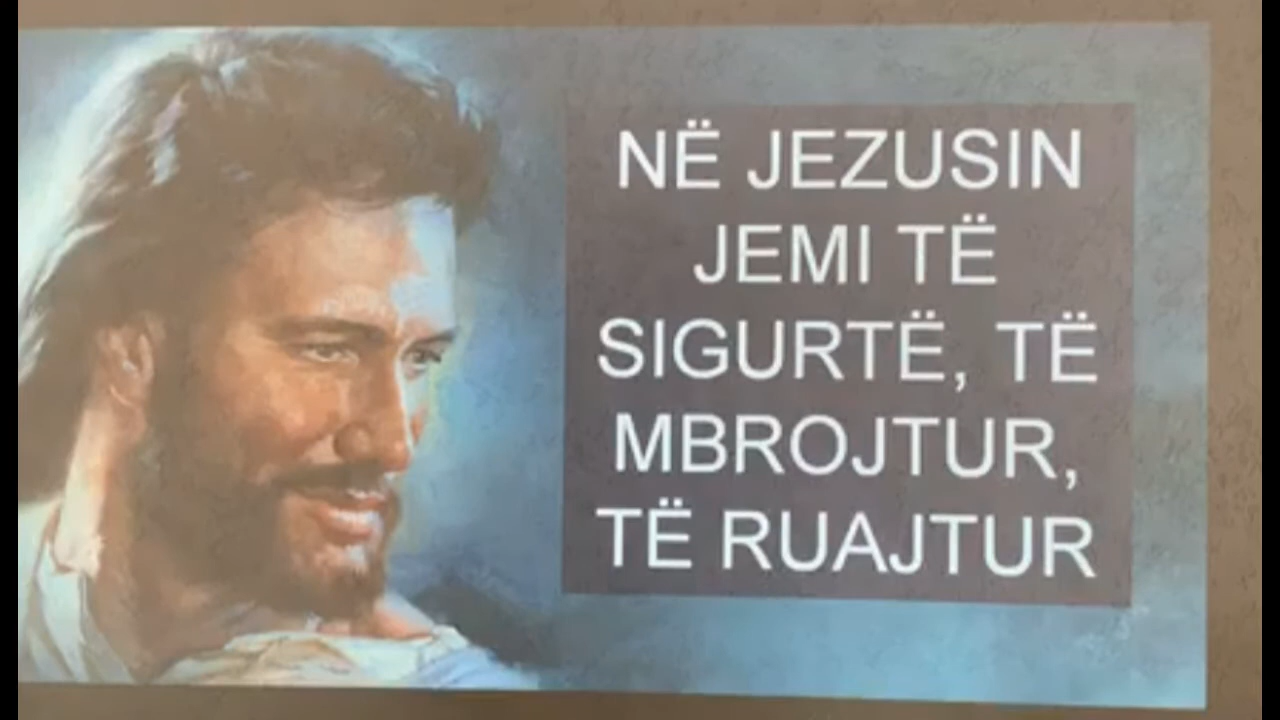 NË JEZUSIN
JEMI TË
SIGURTË, TË
MBROJTUR,
TË RUAJTUR